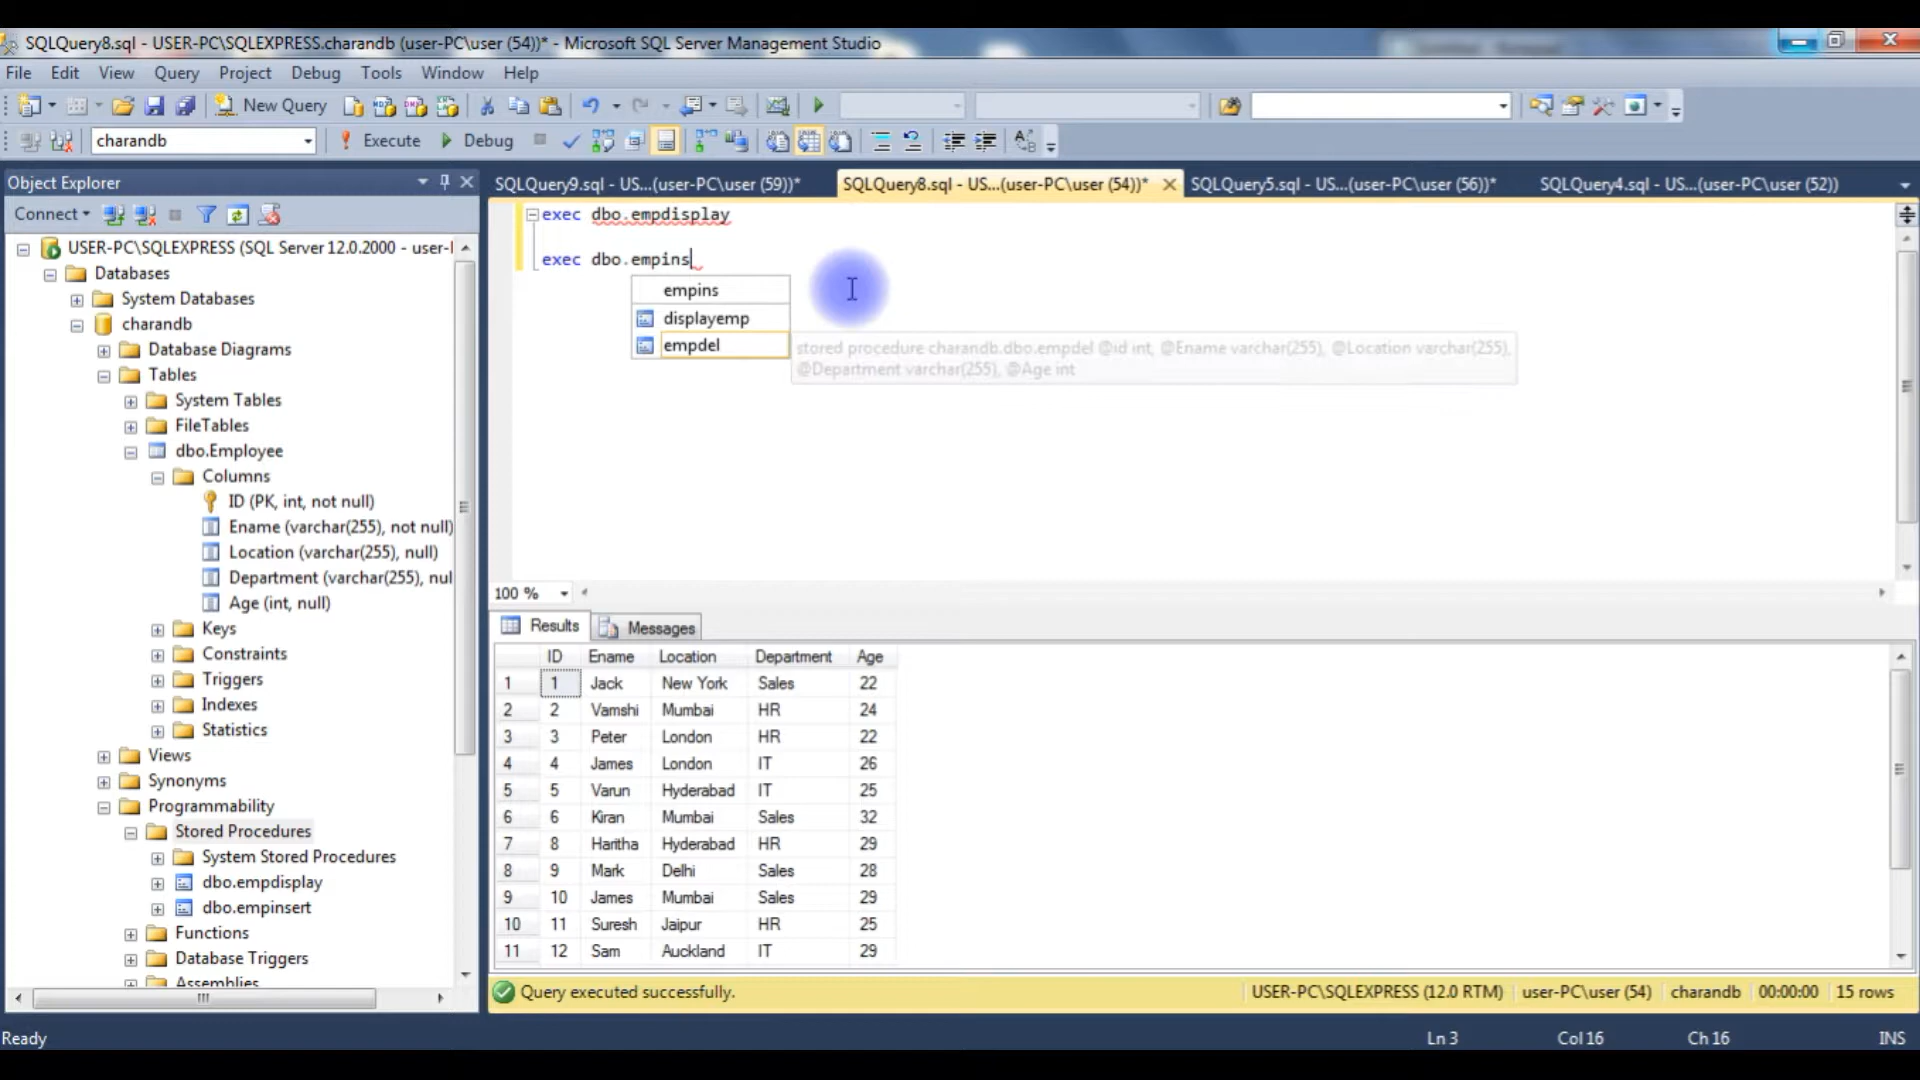 SQLQuery8.sql - USER-PC\SQLEXPRESS.charandb (user-PC\user (54))* - Microsoft SQL Server Management Studio
File Edit View Query Project Debug Tools Window Help
New Query
charandb Execute Debug
Object Explorer
Connect
USER-PC\SQLEXPRESS (SQL Server 12.0.2000 - user-l
Databases
System Databases
charandb
Database Diagrams
Tables
System Tables
FileTables
dbo.Employee
Columns
ID (PK, int, not null)
Ename (varchar(255), not null)
Location (varchar(255), null)
Department (varchar(255), nul
Age (int, null)
Keys
Constraints
Triggers
Indexes
Statistics
Views
Synonyms
Programmability
Stored Procedures
System Stored Procedures
dbo.empdisplay
dbo.empinsert
Functions
Database Triggers
Assemblies
SQLQuery9.sql - US...(user-PC\user (59))* SQLQuery8.sql - US...(user-PC\user (54))* SQLQuery5.sql - US...(user-PC\user (56))* SQLQuery4.sql - US...(user-PC\user (52))
exec dbo.empdisplay
exec dbo.empins
empins
displayemp
empdel
stored procedure charandb.dbo.empdel @id int, @Ename varchar(255), @Location varchar(255),
@Department varchar(255), @Age int
100 %
Results Messages
ID Ename Location Department Age
1 1 Jack New York Sales 22
2 2 Vamshi Mumbai HR 24
3 3 Peter London HR 22
4 4 James London IT 26
5 5 Varun Hyderabad IT 25
6 6 Kiran Mumbai Sales 32
7 8 Haritha Hyderabad HR 29
8 9 Mark Delhi Sales 28
9 10 James Mumbai Sales 29
10 11 Suresh Jaipur HR 25
11 12 Sam Auckland IT 29
Query executed successfully. USER-PC\SQLEXPRESS (12.0 RTM) user-PC\user (54) charandb 00:00:00 15 rows
Ready Ln 3 Col 16 Ch 16 INS